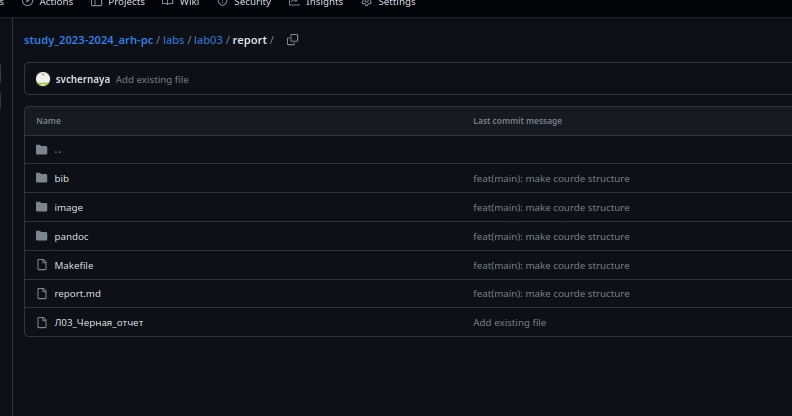 s Actions Projects Wiki Security Insights Settings
study_2023-2024_arh-pc / labs / lab03 / report /
svchernaya Add existing file
Name Last commit message
..
bib feat(main): make courde structure
image feat(main): make courde structure
pandoc feat(main): make courde structure
Makefile feat(main): make courde structure
report.md feat(main): make courde structure
Л03_Черная_отчет Add existing file